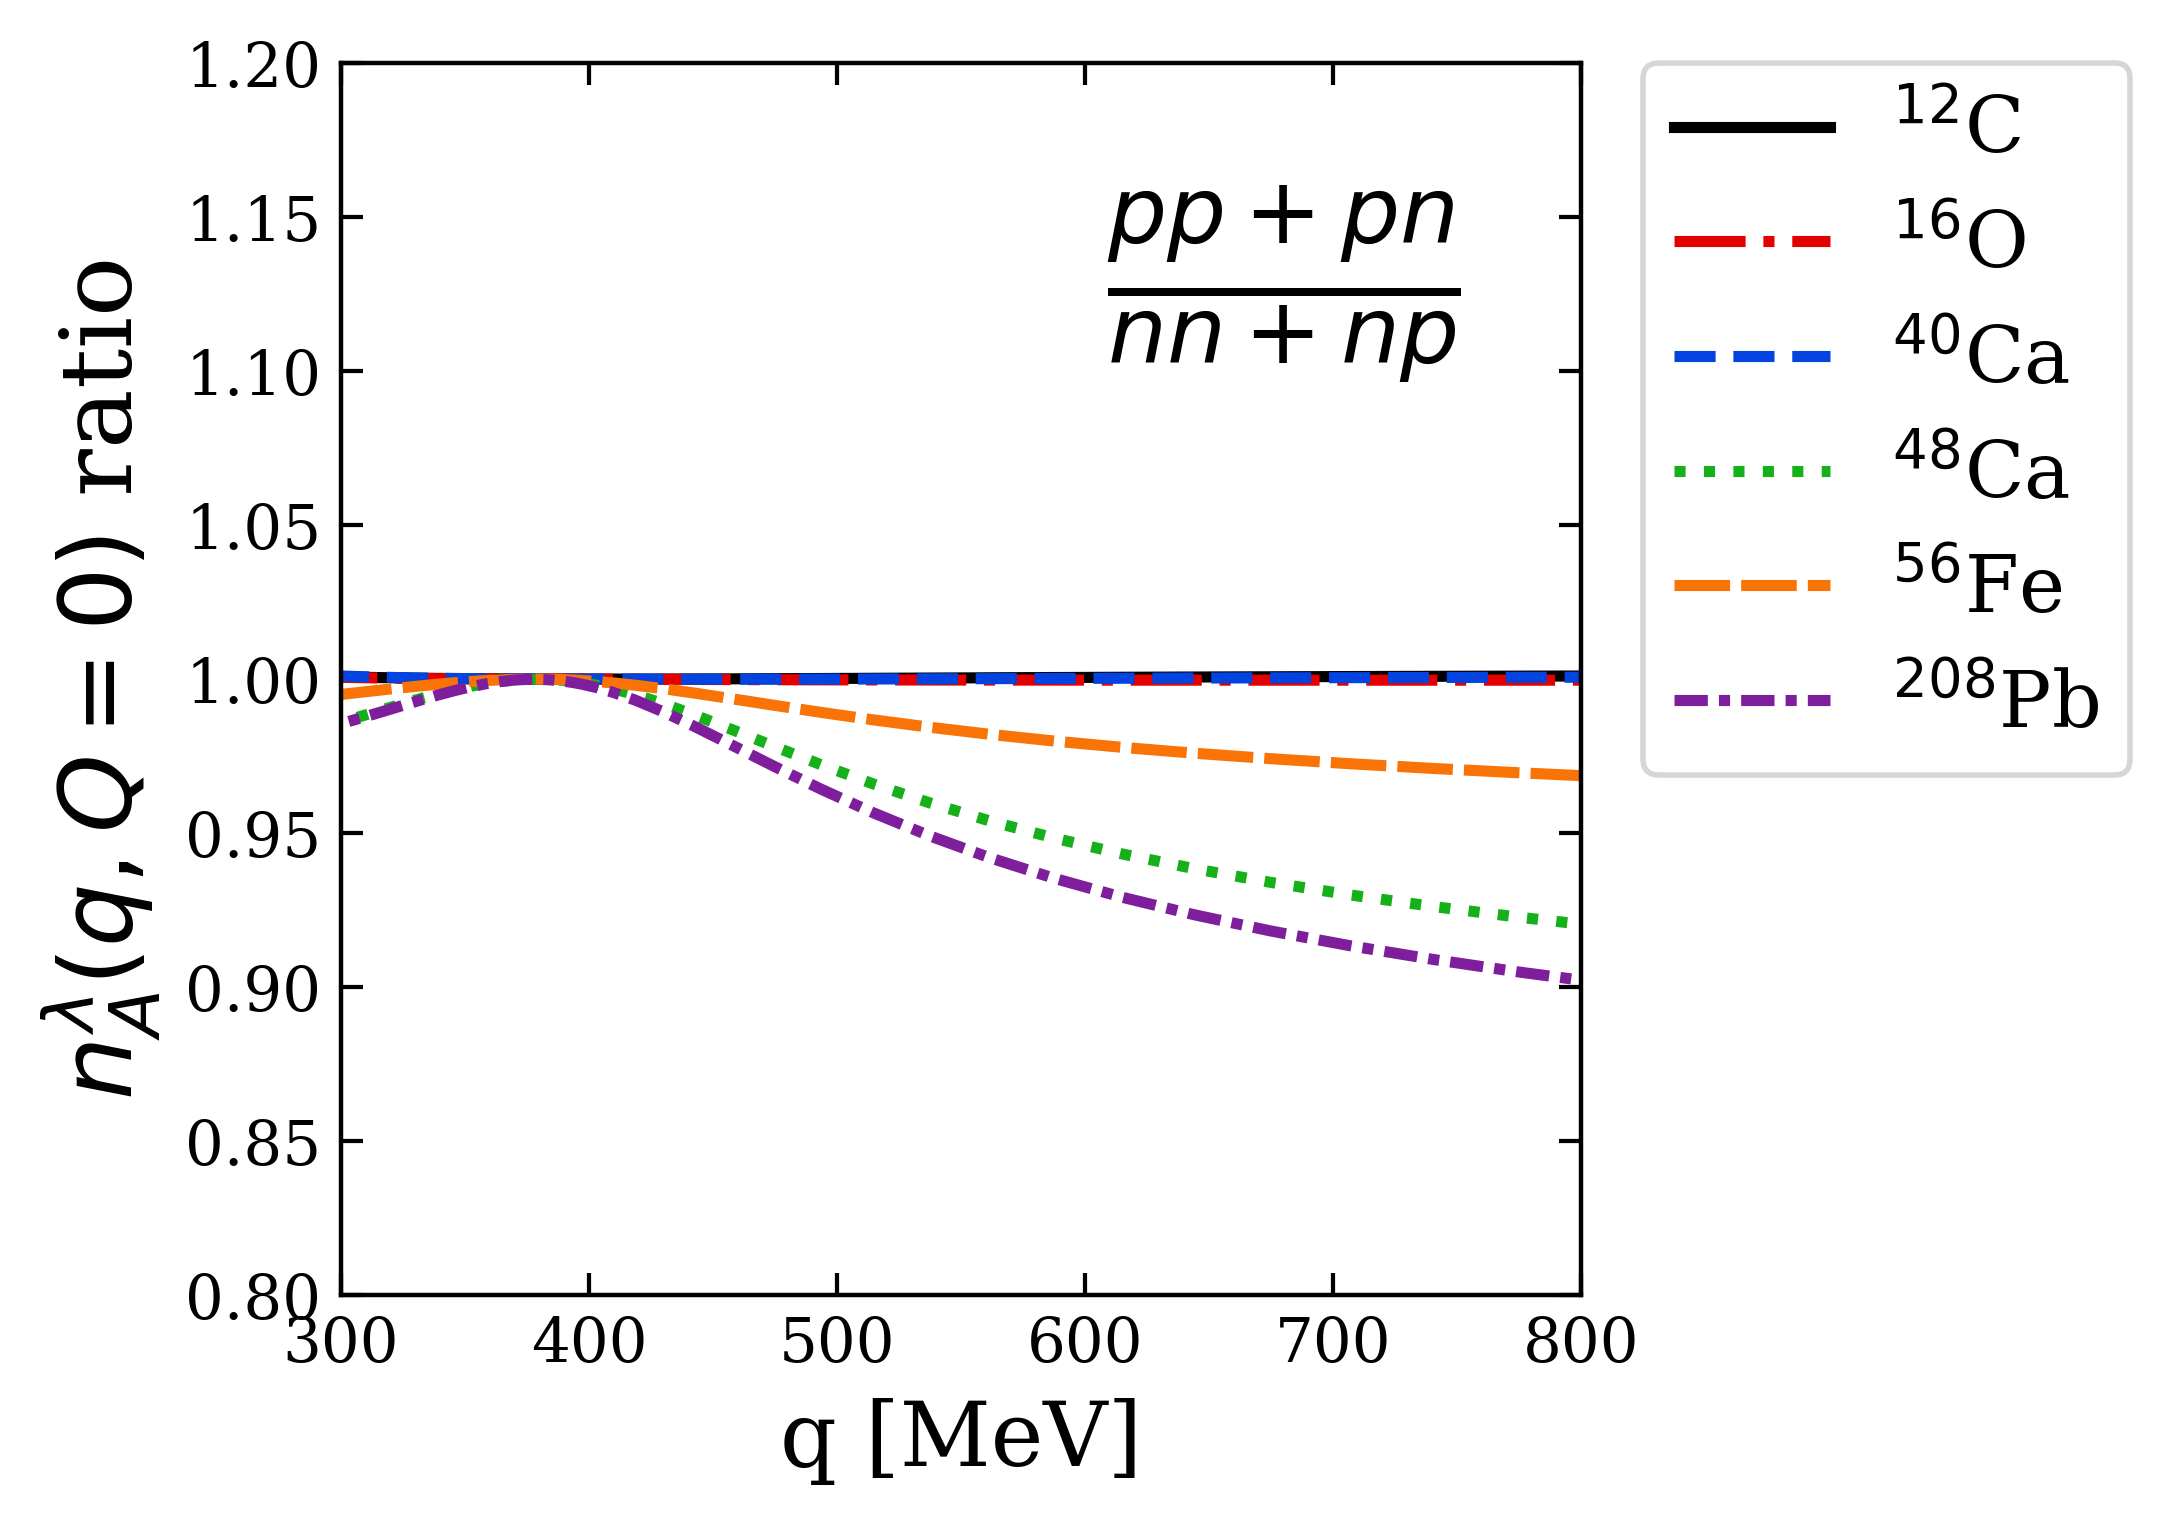 1.20
1.15
1.10
1.05
1.00
0.95
0.90
0.85
0.80
300 400 500 600 700 800
q [MeV]
n_A^λ(q, Q = 0) ratio
pp + pn
nn + np
¹²C
¹⁶O
⁴⁰Ca
⁴⁸Ca
⁵⁶Fe
²⁰⁸Pb